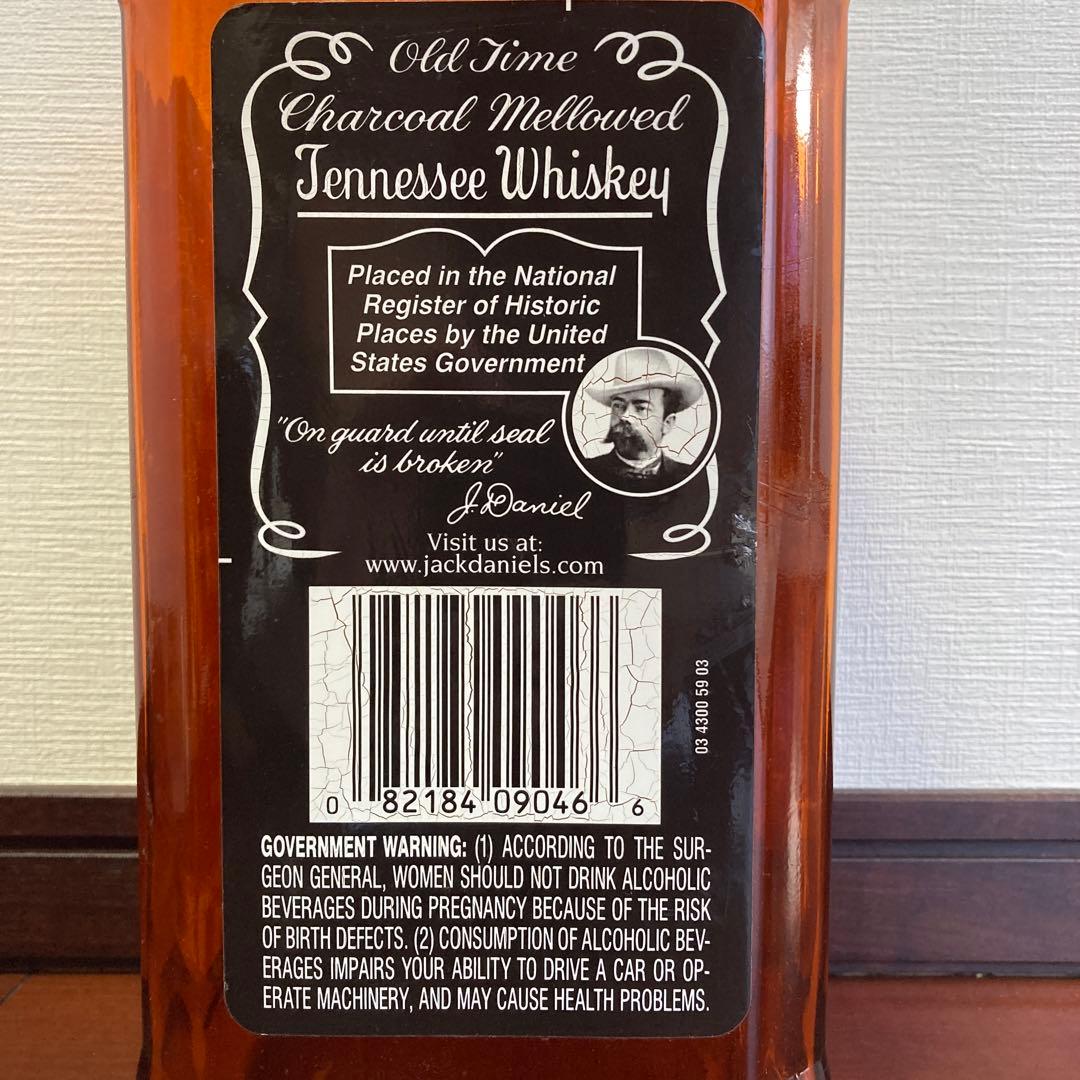 Old Time
Charcoal Mellowed
Tennessee Whiskey
Placed in the National
Register of Historic
Places by the United
States Government
"On guard until seal
is broken"
J. Daniel
Visit us at:
www.jackdaniels.com
0 82184 09046 6
03 4300 59 03
GOVERNMENT WARNING: (1) ACCORDING TO THE SUR-
GEON GENERAL, WOMEN SHOULD NOT DRINK ALCOHOLIC
BEVERAGES DURING PREGNANCY BECAUSE OF THE RISK
OF BIRTH DEFECTS. (2) CONSUMPTION OF ALCOHOLIC BEV-
ERAGES IMPAIRS YOUR ABILITY TO DRIVE A CAR OR OP-
ERATE MACHINERY, AND MAY CAUSE HEALTH PROBLEMS.